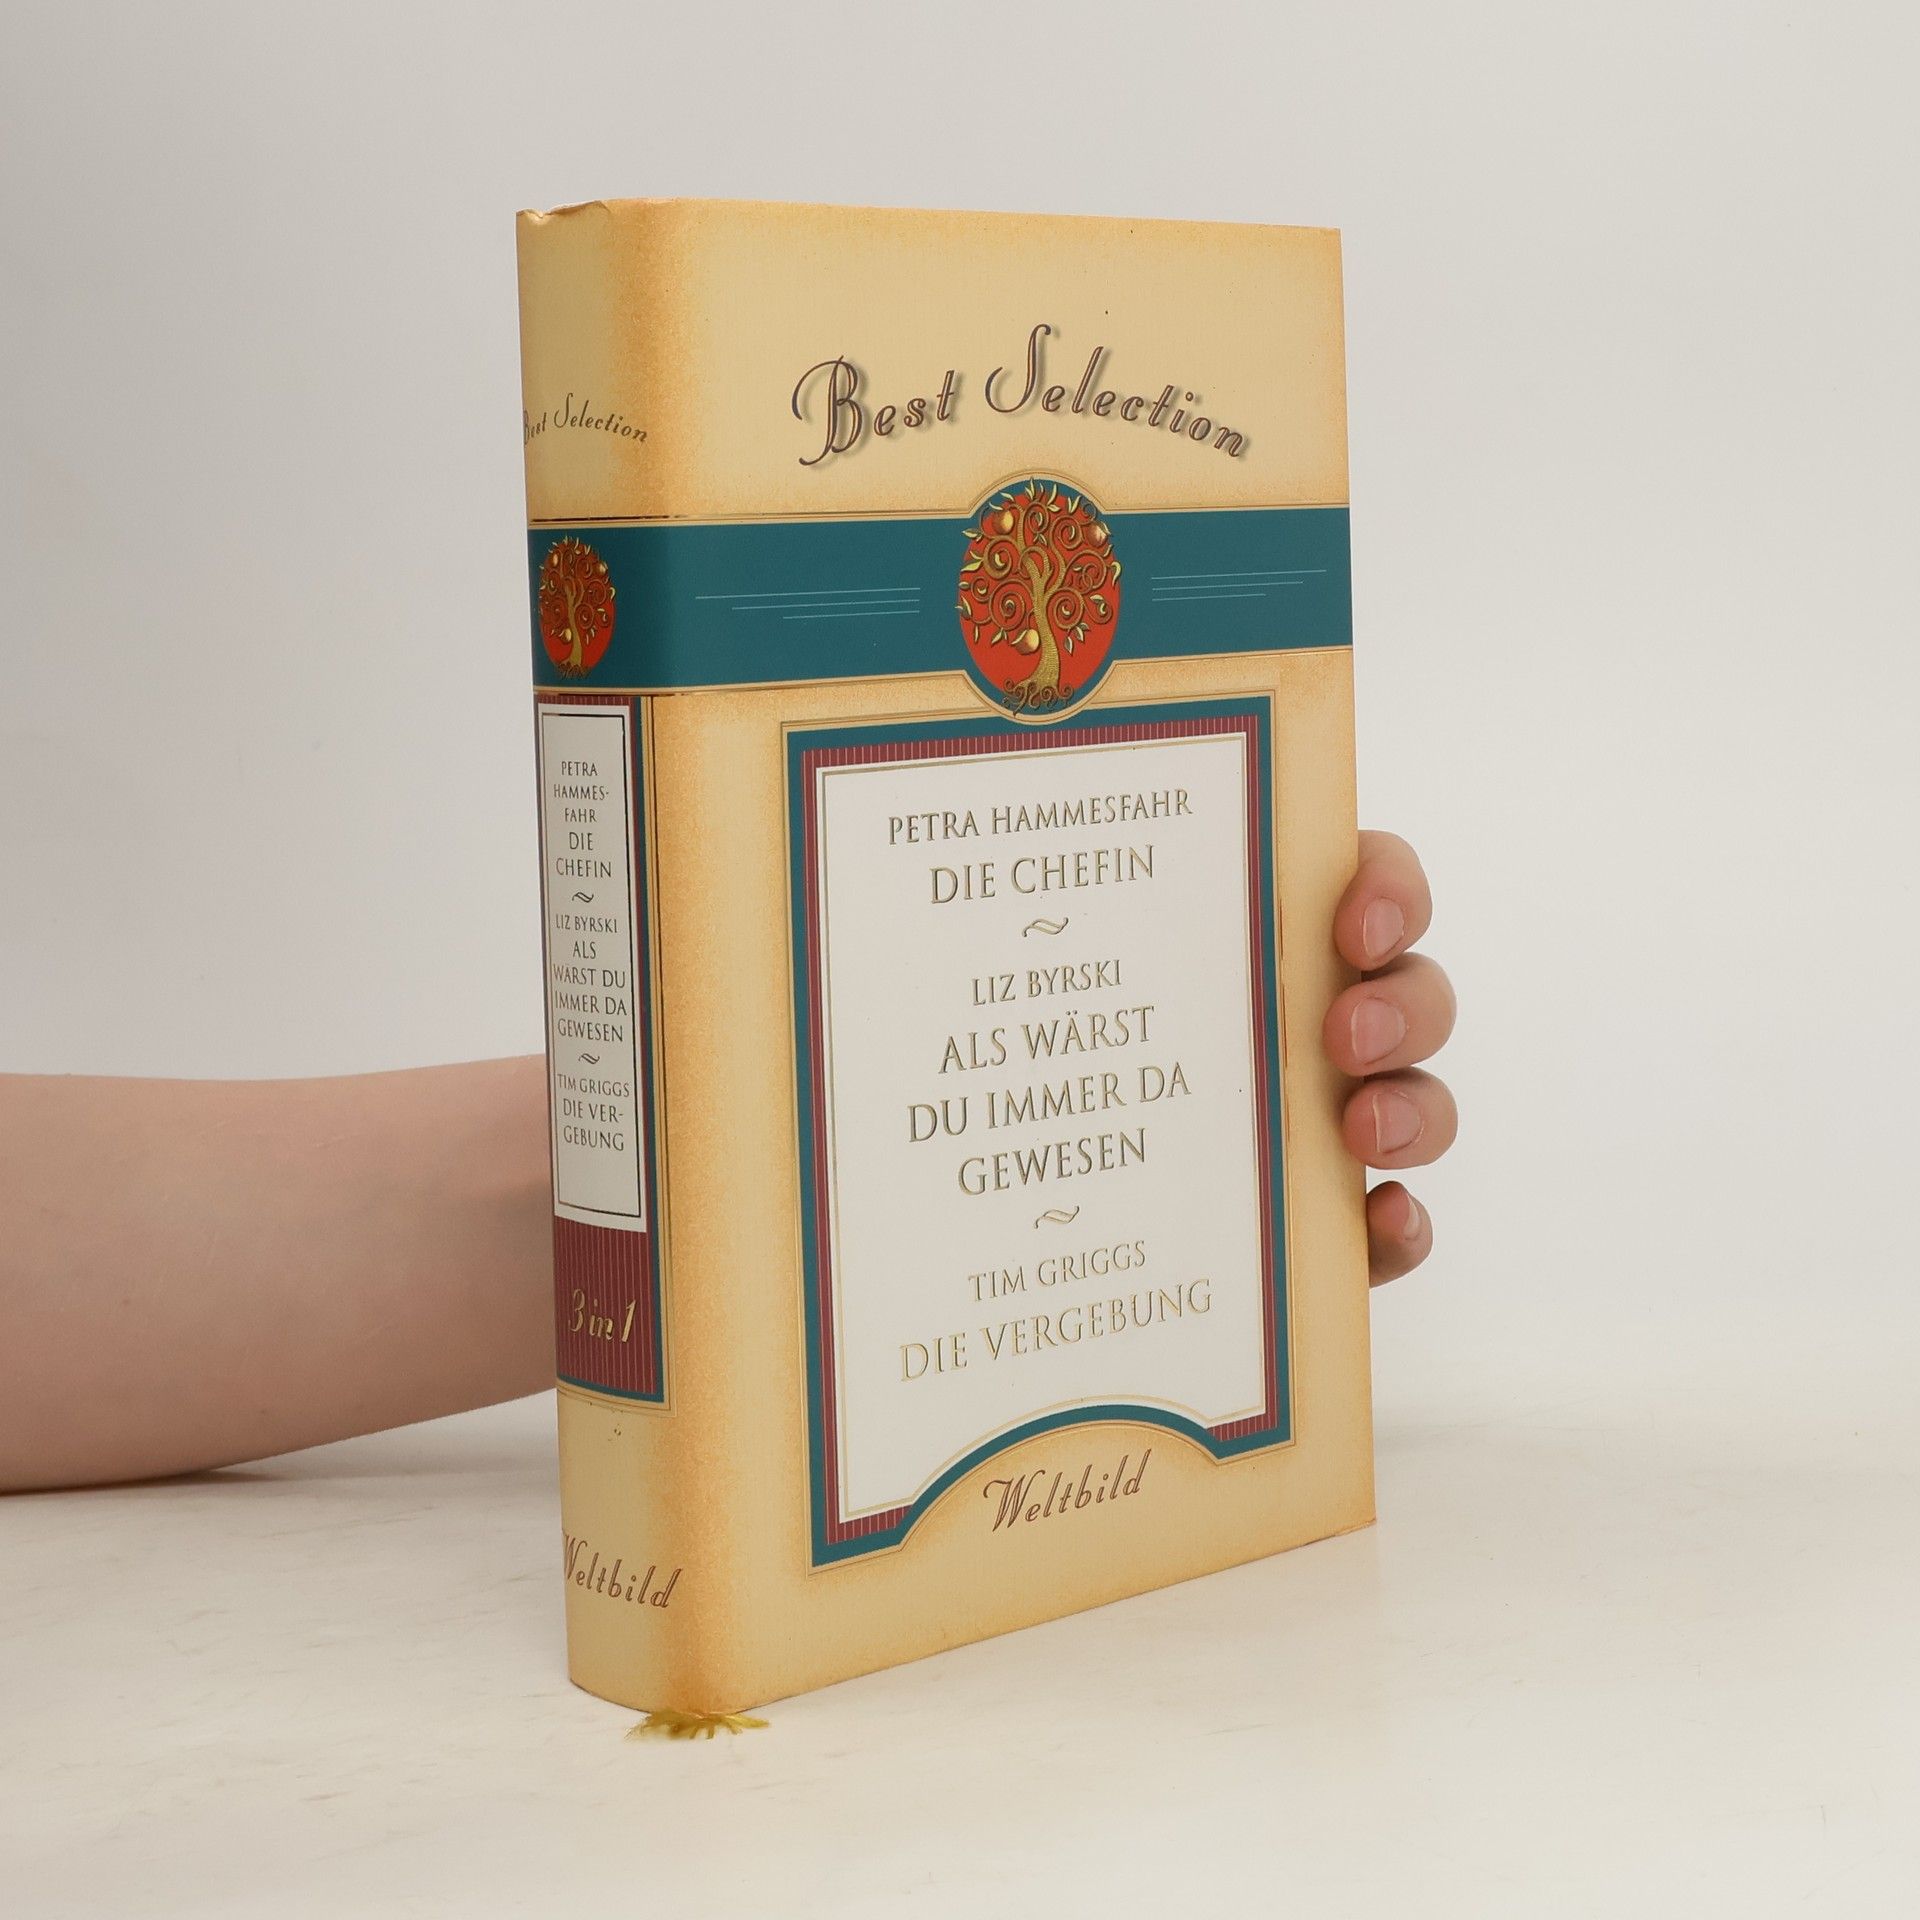 Best Selection
PETRA HAMMESFAHR
DIE CHEFIN
LIZ BYRSKI
ALS WÄRST
DU IMMER DA
GEWESEN
TIM GRIGGS
DIE VERGEBUNG
Weltbild
Best Selection
PETRA
HAMMES-
FAHR
DIE
CHEFIN
LIZ BYRSKI
ALS
WÄRST DU
IMMER DA
GEWESEN
TIM GRIGGS
DIE VER-
GEBUNG
3 in 1
Weltbild